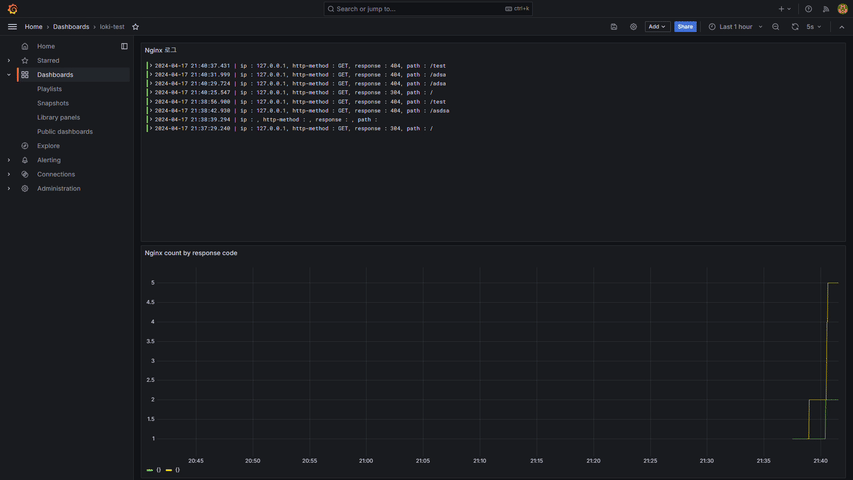 Search or jump to...
ctrl+k
Home › Dashboards › loki-test
Add
Share
Last 1 hour
5s
Home
Starred
Dashboards
Playlists
Snapshots
Library panels
Public dashboards
Explore
Alerting
Connections
Administration
Nginx 로그
2024-04-17 21:40:37.431 | ip : 127.0.0.1, http-method : GET, response : 404, path : /test
2024-04-17 21:40:31.999 | ip : 127.0.0.1, http-method : GET, response : 404, path : /adsa
2024-04-17 21:40:29.724 | ip : 127.0.0.1, http-method : GET, response : 404, path : /adsa
2024-04-17 21:40:25.547 | ip : 127.0.0.1, http-method : GET, response : 304, path : /
2024-04-17 21:38:56.908 | ip : 127.0.0.1, http-method : GET, response : 404, path : /test
2024-04-17 21:38:42.930 | ip : 127.0.0.1, http-method : GET, response : 404, path : /asdsa
2024-04-17 21:38:39.294 | ip : , http-method : , response : , path :
2024-04-17 21:37:29.240 | ip : 127.0.0.1, http-method : GET, response : 304, path : /
Nginx count by response code
5
4.5
4
3.5
3
2.5
2
1.5
1
20:45 20:50 20:55 21:00 21:05 21:10 21:15 21:20 21:25 21:30 21:35 21:40
{} {}